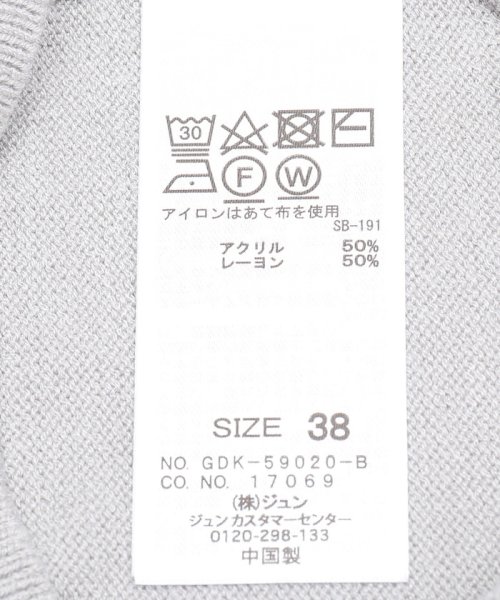 30
F W
アイロンはあて布を使用
SB-191
アクリル 50%
レーヨン 50%
SIZE 38
NO. GDK-59020-B
CO. NO. 17069
(株)ジュン
ジュンカスタマーセンター
0120-298-133
中国製